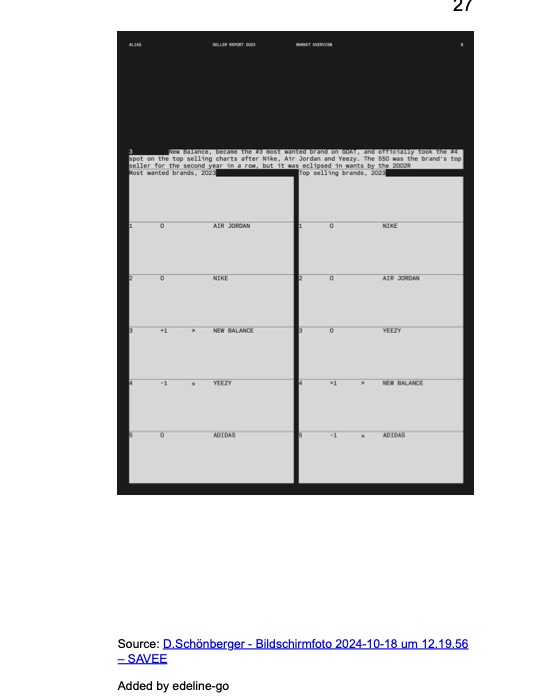 27
ALIAS SELLER REPORT 2023 MARKET OVERVIEW 8
3 New Balance, became the #3 most wanted brand on GOAT, and officially took the #4
spot on the top selling charts after Nike, Air Jordan and Yeezy. The 550 was the brand's top
seller for the second year in a row, but it was eclipsed in wants by the 2002R
Most wanted brands, 2023 Top selling brands, 2023
1 0 AIR JORDAN 1 0 NIKE
2 0 NIKE 2 0 AIR JORDAN
3 +1 ↗ NEW BALANCE 3 0 YEEZY
4 -1 ↘ YEEZY 4 +1 ↗ NEW BALANCE
5 0 ADIDAS 5 -1 ↘ ADIDAS
Source: D.Schönberger - Bildschirmfoto 2024-10-18 um 12.19.56
– SAVEE
Added by edeline-go